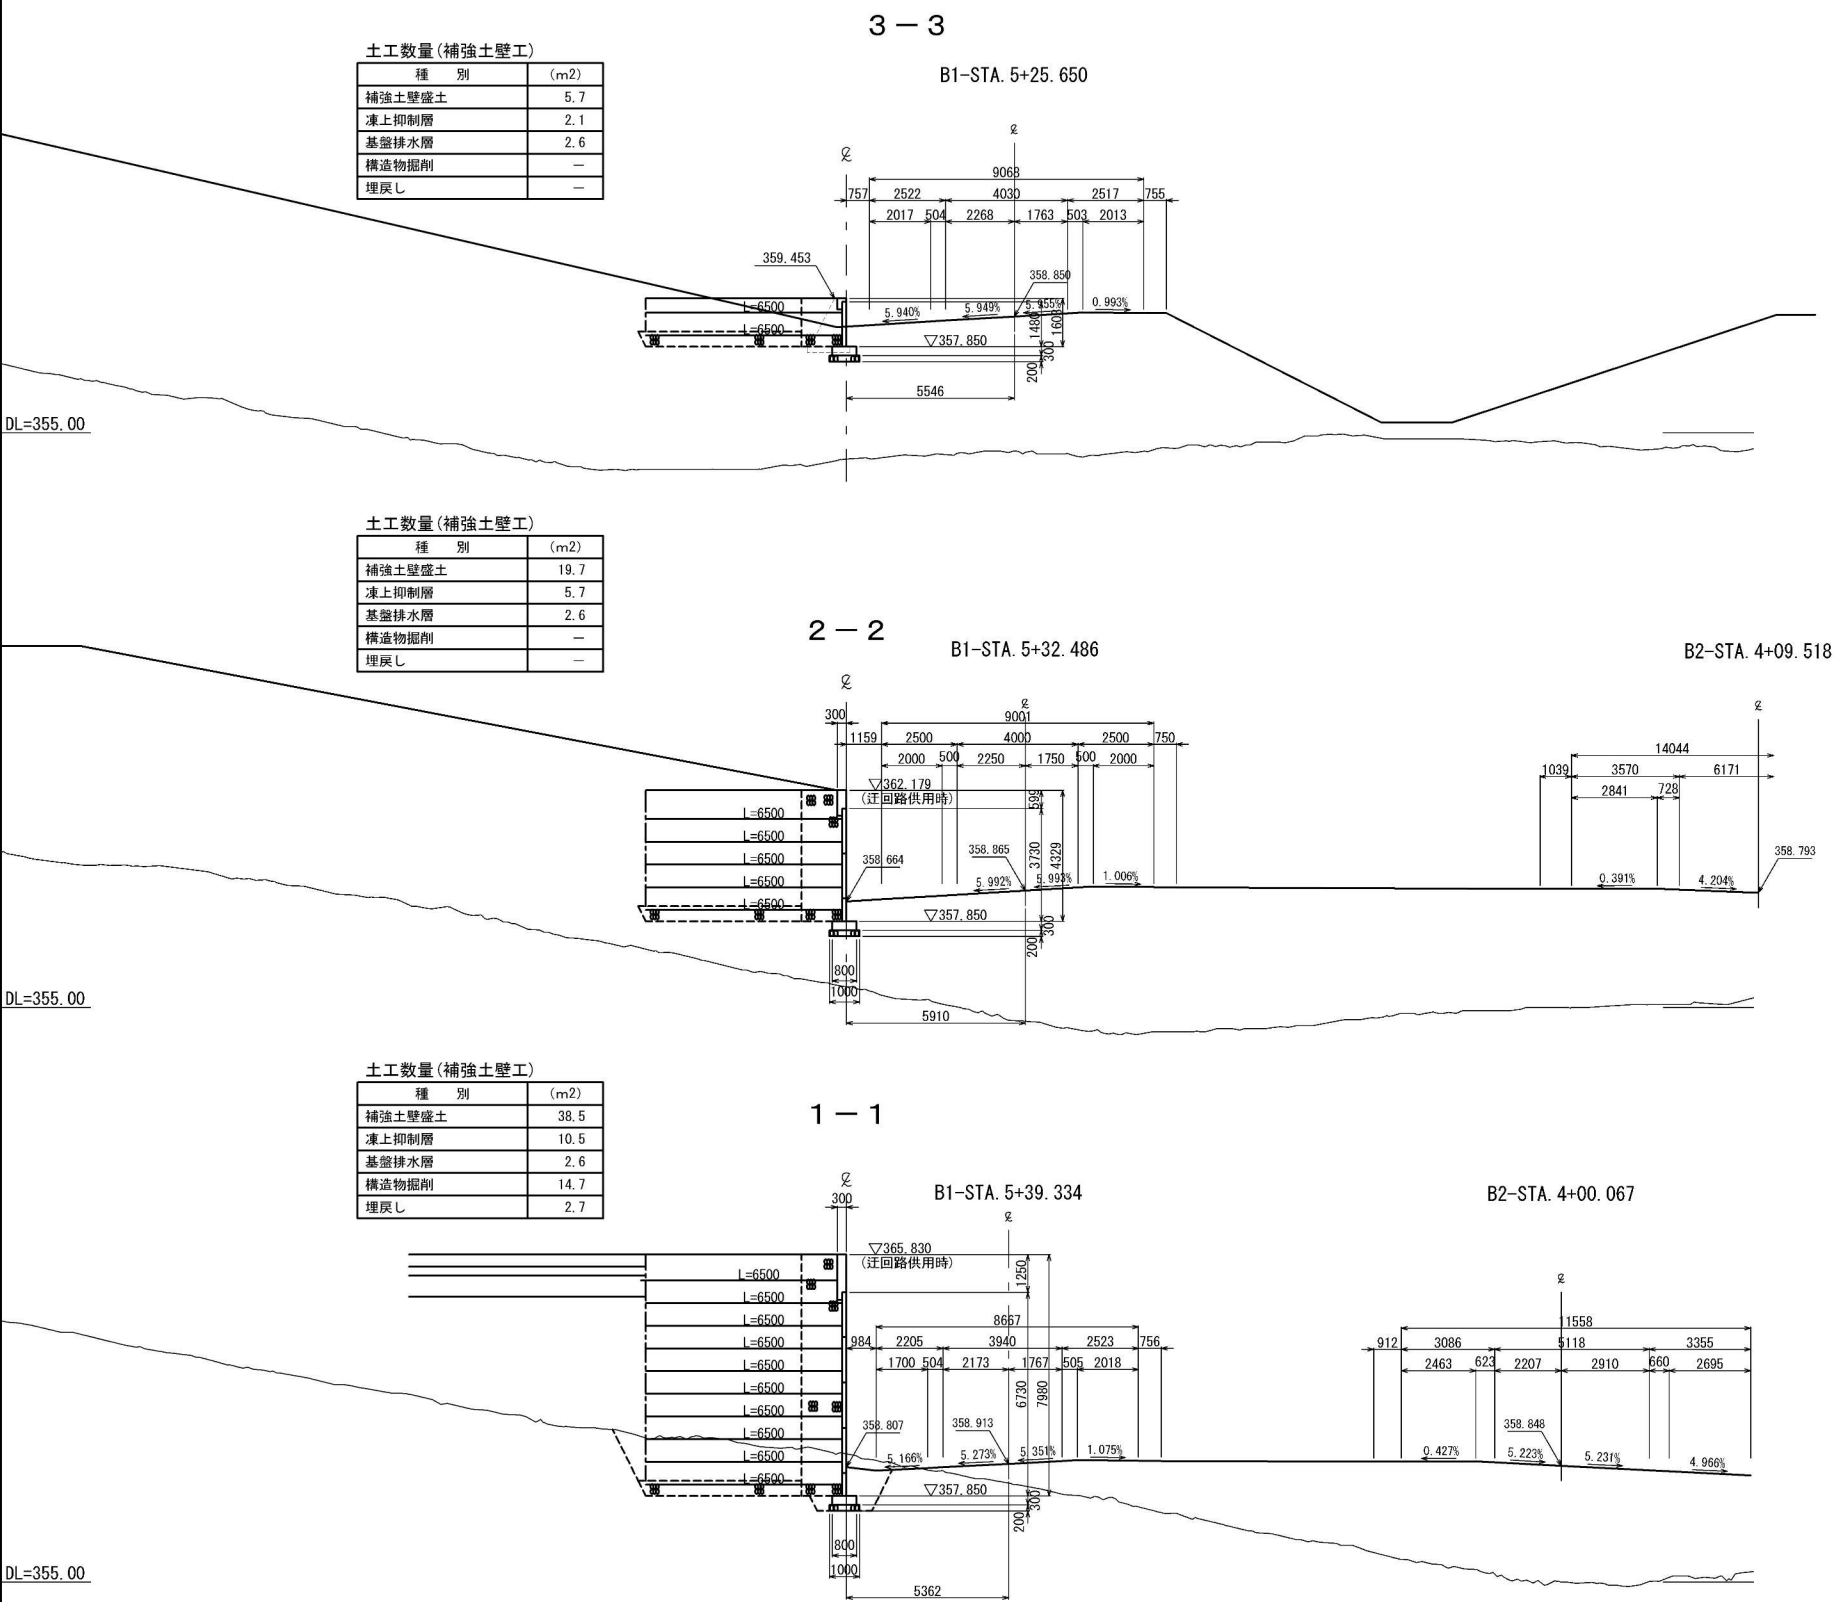 3－3
土工数量(補強土壁工)
種　別 (m2)
補強土壁盛土 5.7
凍上抑制層 2.1
基盤排水層 2.6
構造物掘削 －
埋戻し －
B1-STA. 5+25.650
9068
757 2522 4030 2517 755
2017 504 2268 1763 503 2013
359.453
358.850
L=6500
L=6500
5.940% 5.949% 5.955% 0.993%
1480 1603
▽357.850
300
200
5546
DL=355.00
土工数量(補強土壁工)
種　別 (m2)
補強土壁盛土 19.7
凍上抑制層 5.7
基盤排水層 2.6
構造物掘削 －
埋戻し －
2－2
B1-STA. 5+32.486
B2-STA. 4+09.518
300 9001
1159 2500 4000 2500 750
2000 500 2250 1750 500 2000
14044
1039 3570 6171
2841 728
▽362.179
(迂回路供用時)
599
L=6500
L=6500
L=6500
L=6500
L=6500
3730 4329
358.664
358.865
358.793
5.992% 5.993% 1.006%
0.391% 4.204%
▽357.850
300
200
800
1000
5910
DL=355.00
土工数量(補強土壁工)
種　別 (m2)
補強土壁盛土 38.5
凍上抑制層 10.5
基盤排水層 2.6
構造物掘削 14.7
埋戻し 2.7
1－1
B1-STA. 5+39.334
B2-STA. 4+00.067
300
▽365.830
(迂回路供用時)
1250
L=6500
L=6500
L=6500
L=6500
L=6500
L=6500
L=6500
L=6500
L=6500
L=6500
8667
984 2205 3940 2523 756
1700 504 2173 1767 505 2018
6730 7980
11558
912 3086 5118 3355
2463 623 2207 2910 660 2695
358.807
358.913
358.848
5.166% 5.273% 5.351% 1.075%
0.427% 5.223% 5.231% 4.966%
▽357.850
300
200
800
1000
5362
DL=355.00